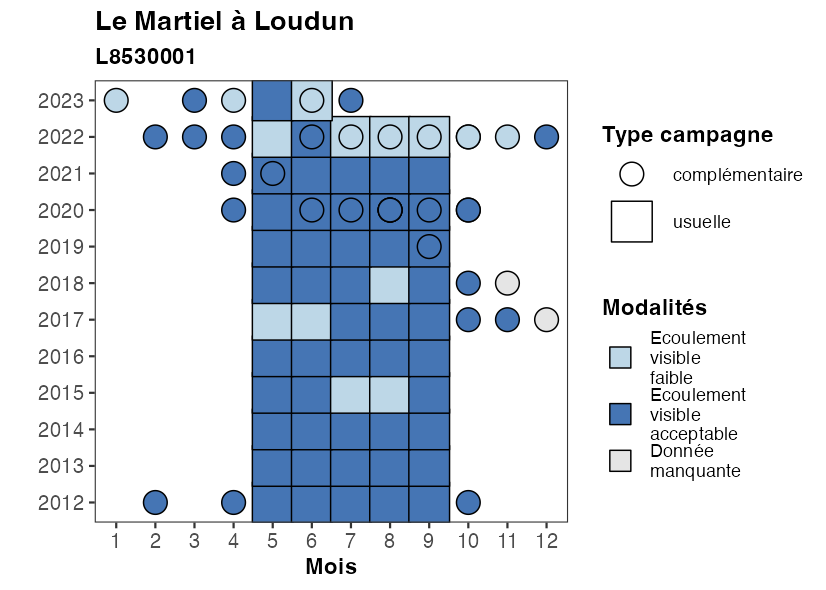 Le Martiel à Loudun
L8530001
2023
2022
2021
2020
2019
2018
2017
2016
2015
2014
2013
2012
1 2 3 4 5 6 7 8 9 10 11 12
Mois
Type campagne
complémentaire
usuelle
Modalités
Ecoulement
visible
faible
Ecoulement
visible
acceptable
Donnée
manquante